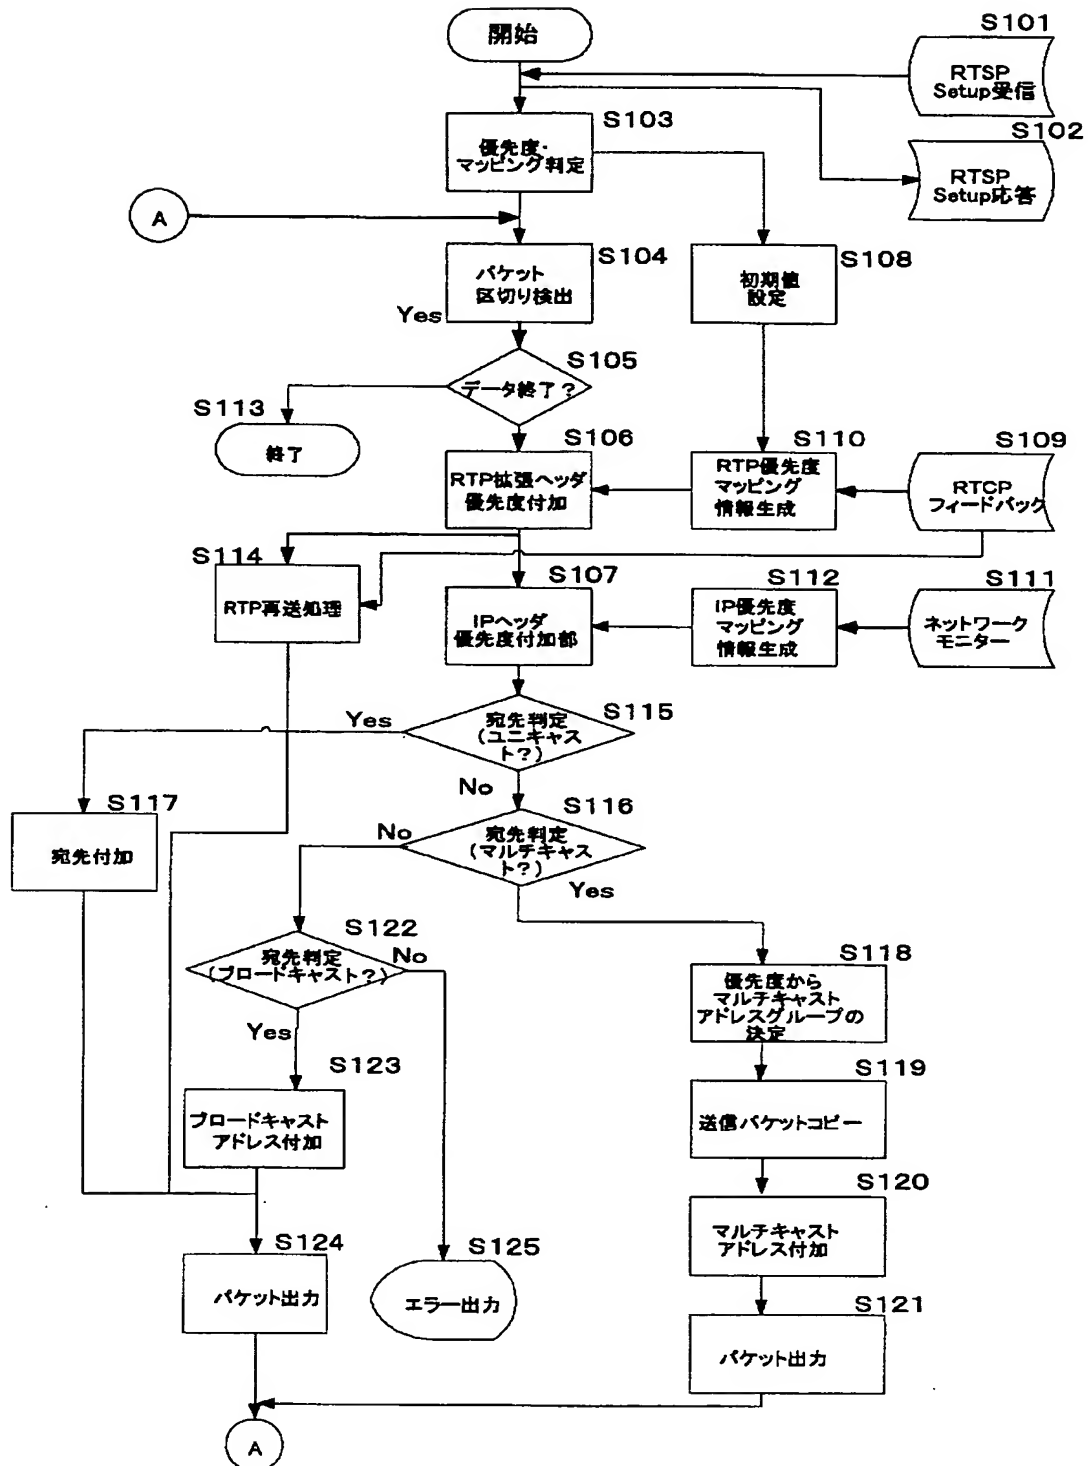 開始
S101
RTSP
Setup受信
S102
RTSP
Setup応答
S103
優先度・
マッピング判定
A
S104
パケット
区切り検出
S108
初期値
設定
Yes
S105
データ終了?
S113
終了
S106
RTP拡張ヘッダ
優先度付加
S110
RTP優先度
マッピング
情報生成
S109
RTCP
フィードバック
S114
RTP再送処理
S107
IPヘッダ
優先度付加部
S112
IP優先度
マッピング
情報生成
S111
ネットワーク
モニター
Yes
S115
宛先判定
(ユニキャス
ト?)
No
S117
宛先付加
S116
No
宛先判定
(マルチキャス
ト?)
Yes
S122
宛先判定
(ブロードキャスト?)
No
Yes
S118
優先度から
マルチキャスト
アドレスグループの
決定
S123
ブロードキャスト
アドレス付加
S119
送信パケットコピー
S120
マルチキャスト
アドレス付加
S124
パケット出力
S125
エラー出力
S121
パケット出力
A